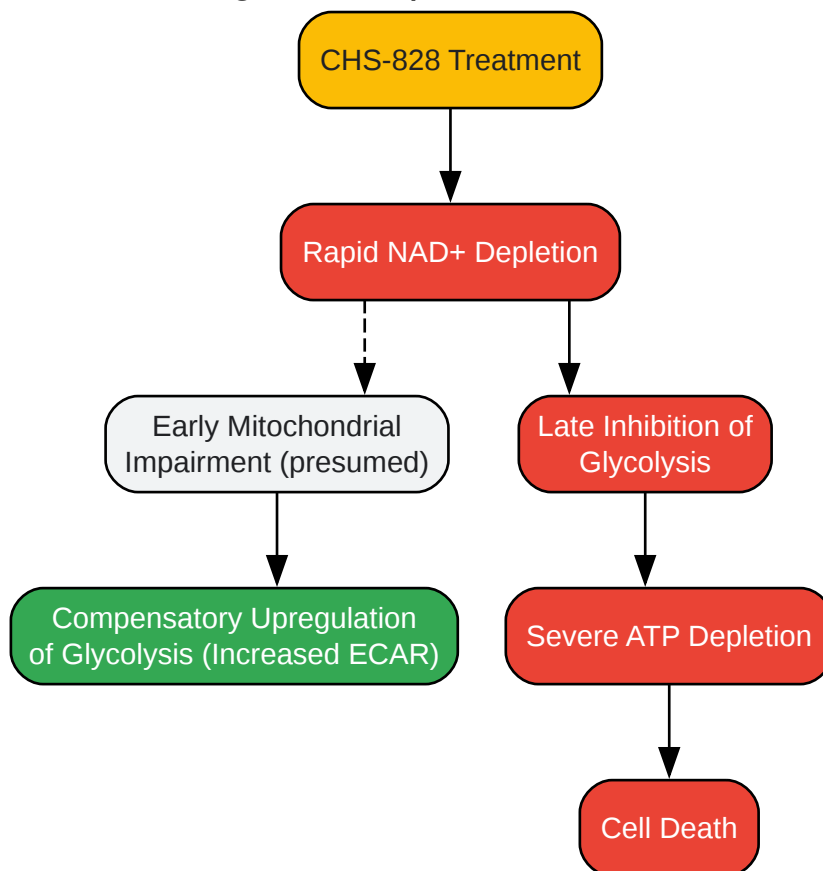 CHS-828 Treatment
Rapid NAD+ Depletion
Early Mitochondrial
Impairment (presumed)
Late Inhibition of
Glycolysis
Compensatory Upregulation
of Glycolysis (Increased ECAR)
Severe ATP Depletion
Cell Death